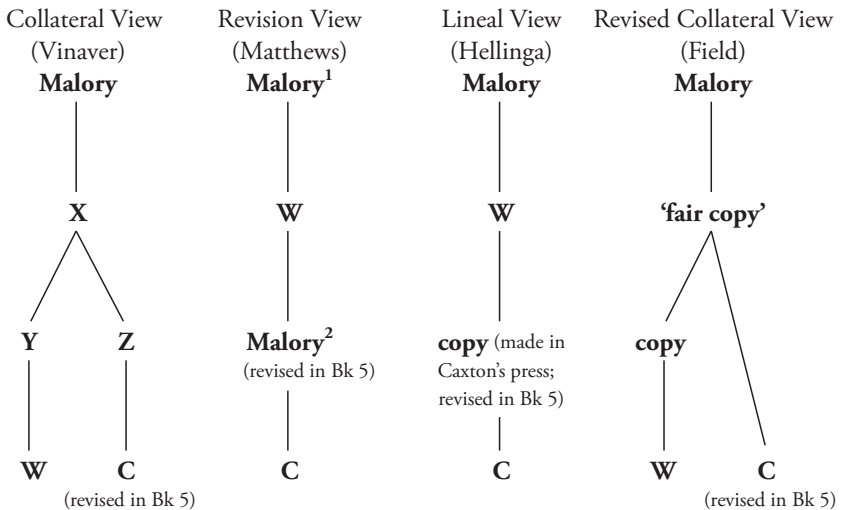 Collateral View
(Vinaver)
Malory
X
Y Z
W C
(revised in Bk 5)
Revision View
(Matthews)
Malory¹
W
Malory²
(revised in Bk 5)
C
Lineal View
(Hellinga)
Malory
W
copy (made in
Caxton’s press;
revised in Bk 5)
C
Revised Collateral View
(Field)
Malory
‘fair copy’
copy
W C
(revised in Bk 5)